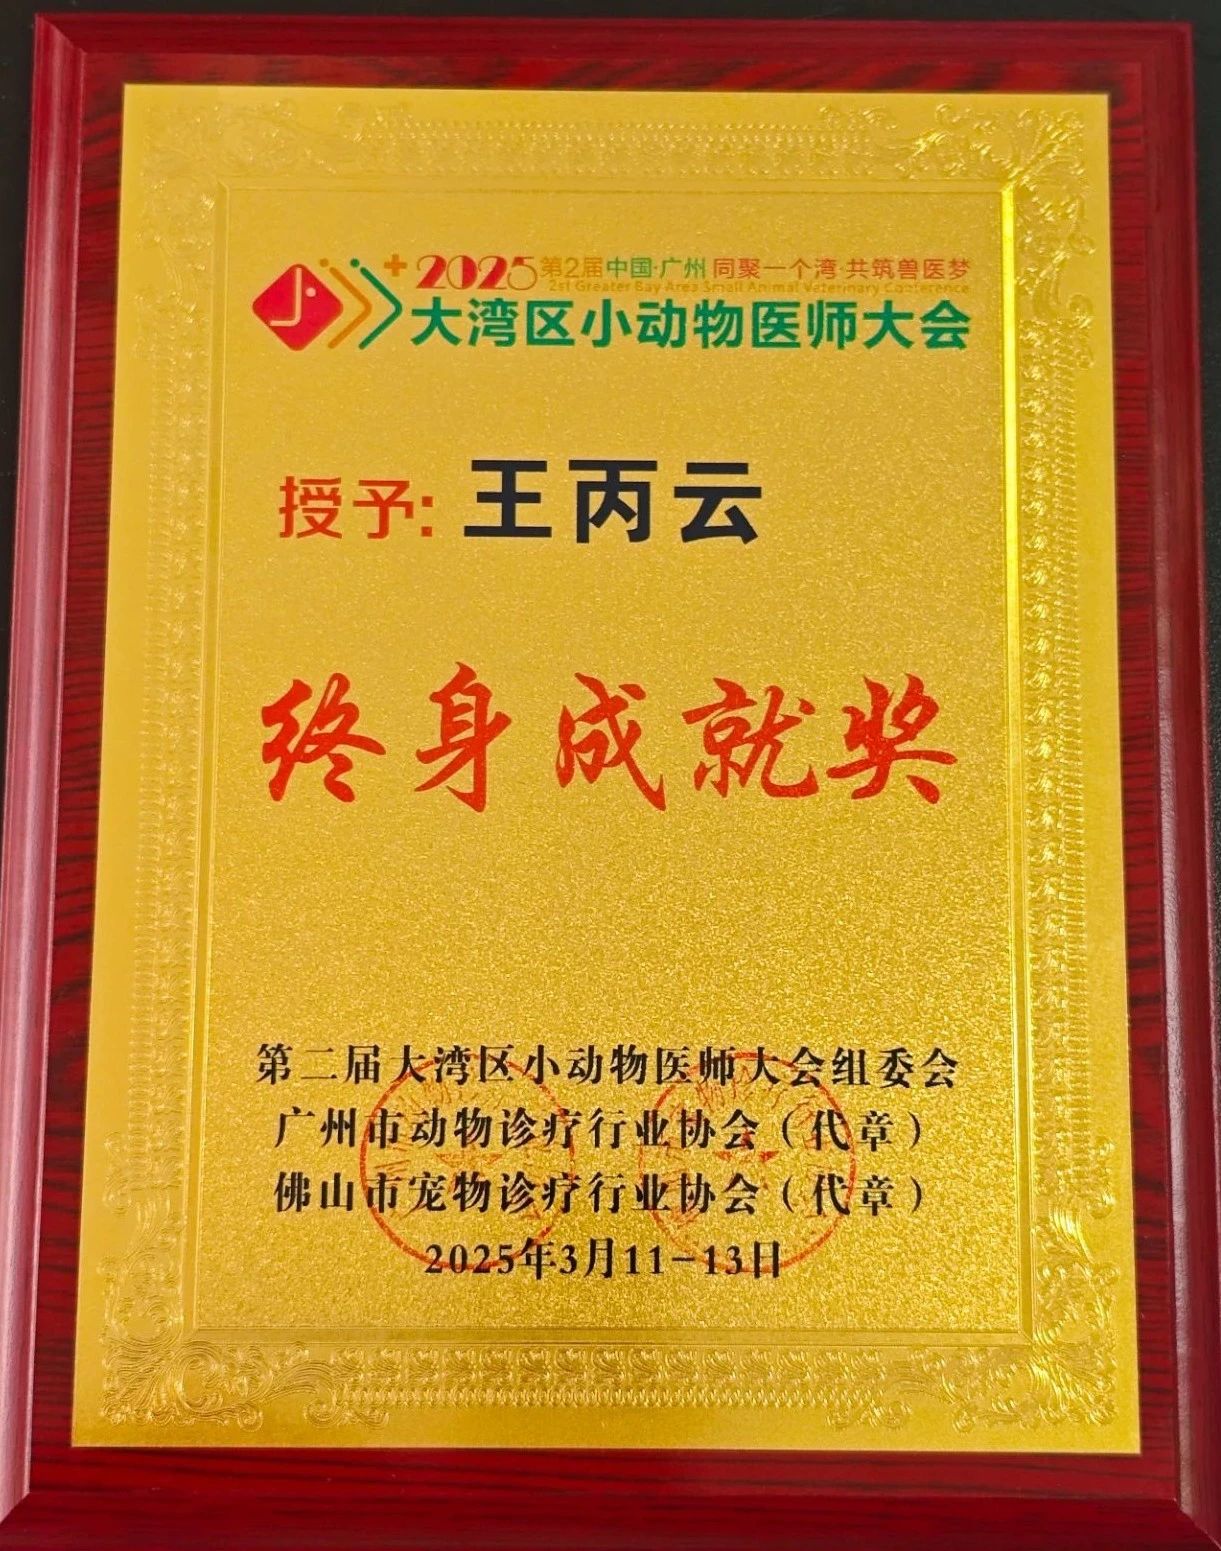 2025 第2届 中国·广州 同聚一个湾·共筑兽医梦
2st Greater Bay Area Small Animal Veterinary Conference
大湾区小动物医师大会
授予: 王丙云
终身成就奖
第二届大湾区小动物医师大会组委会
广州市动物诊疗行业协会（代章）
佛山市宠物诊疗行业协会（代章）
2025年3月11-13日